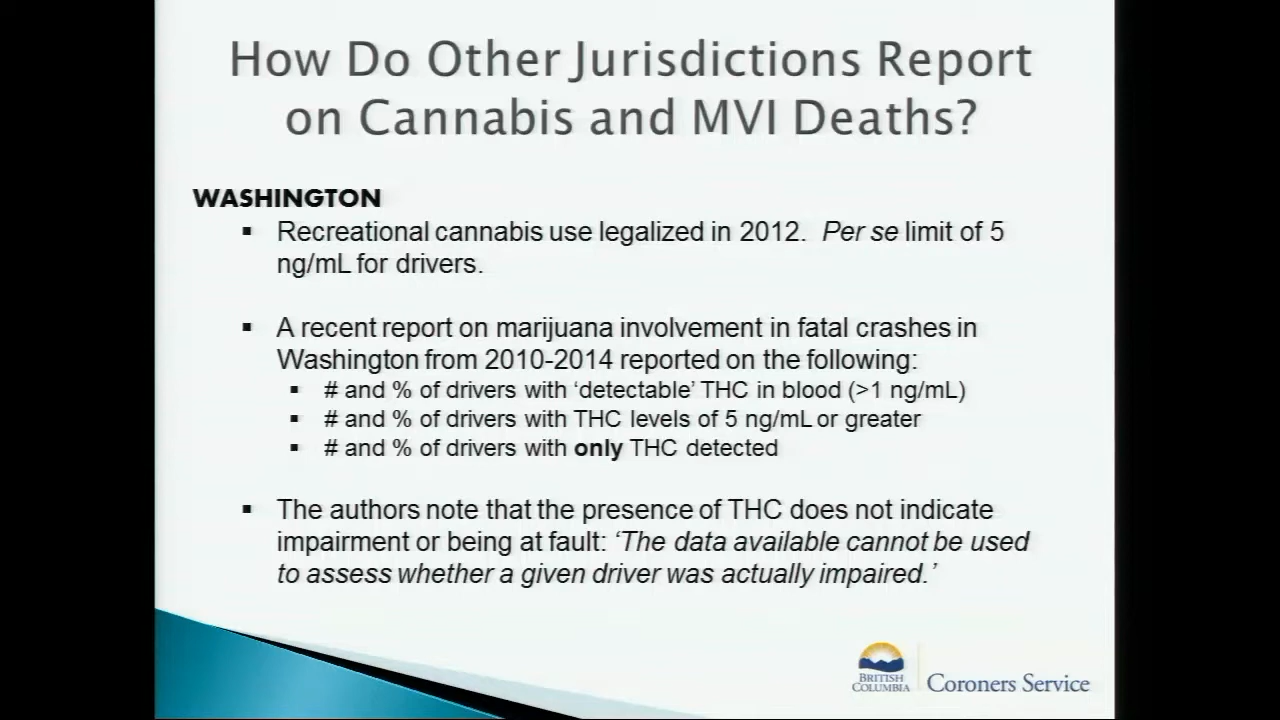 How Do Other Jurisdictions Report
on Cannabis and MVI Deaths?
WASHINGTON
▪ Recreational cannabis use legalized in 2012. Per se limit of 5
ng/mL for drivers.
▪ A recent report on marijuana involvement in fatal crashes in
Washington from 2010-2014 reported on the following:
▪ # and % of drivers with ‘detectable’ THC in blood (>1 ng/mL)
▪ # and % of drivers with THC levels of 5 ng/mL or greater
▪ # and % of drivers with only THC detected
▪ The authors note that the presence of THC does not indicate
impairment or being at fault: ‘The data available cannot be used
to assess whether a given driver was actually impaired.’
BRITISH
COLUMBIA
Coroners Service